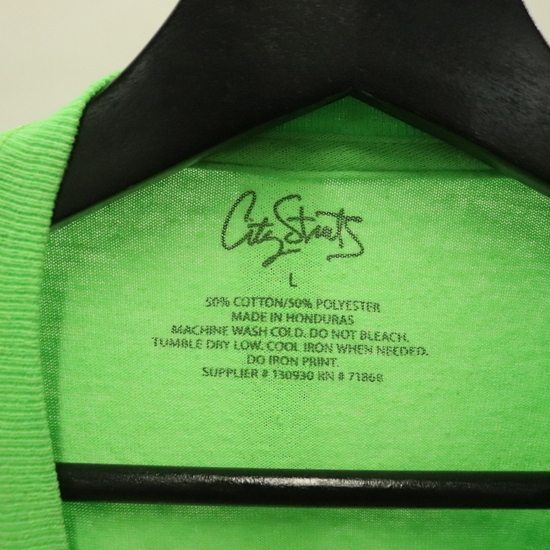 City Streets
L
50% COTTON/50% POLYESTER
MADE IN HONDURAS
MACHINE WASH COLD. DO NOT BLEACH.
TUMBLE DRY LOW. COOL IRON WHEN NEEDED.
DO IRON PRINT.
SUPPLIER # 130930 RN # 71868